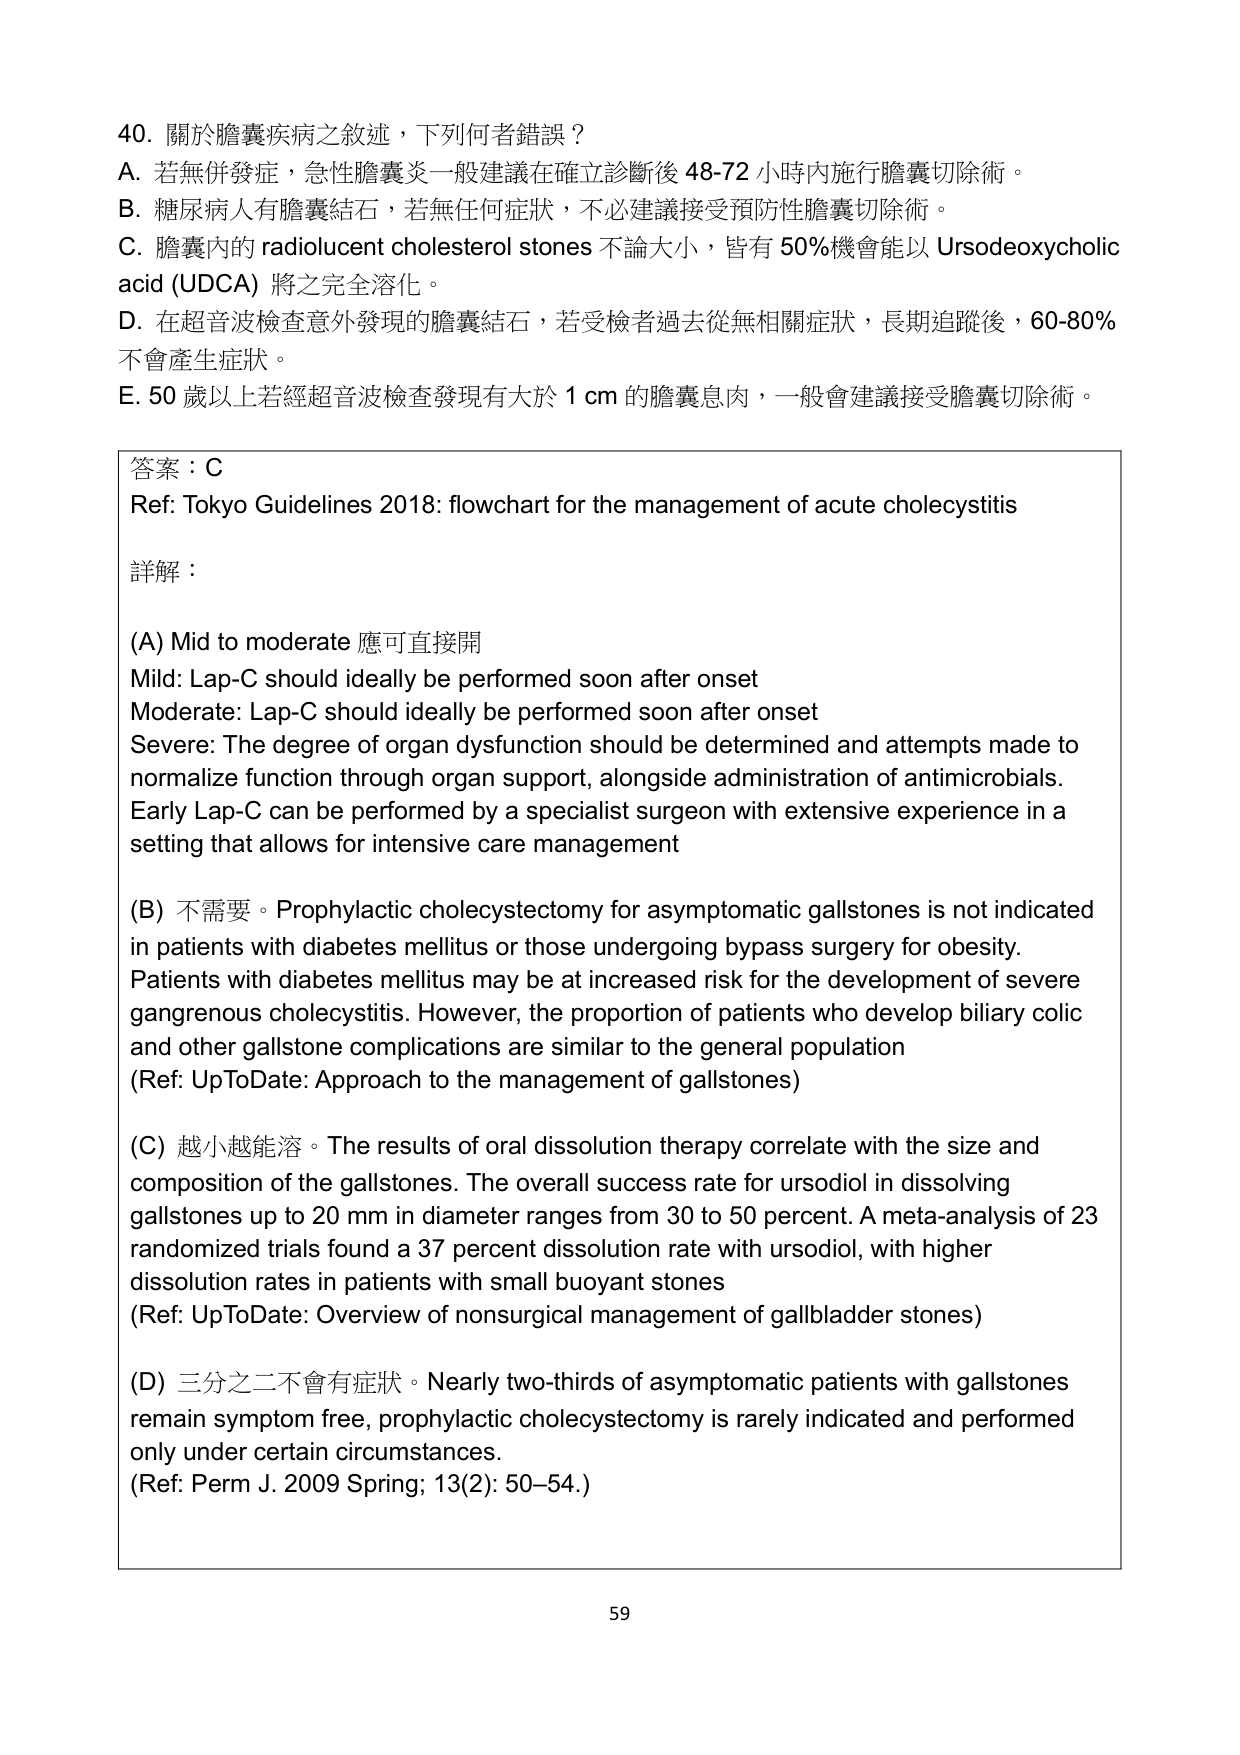 40. 關於膽囊疾病之敘述，下列何者錯誤？
A. 若無併發症，急性膽囊炎一般建議在確立診斷後 48-72 小時內施行膽囊切除術。
B. 糖尿病人有膽囊結石，若無任何症狀，不必建議接受預防性膽囊切除術。
C. 膽囊內的 radiolucent cholesterol stones 不論大小，皆有 50%機會能以 Ursodeoxycholic
acid (UDCA) 將之完全溶化。
D. 在超音波檢查意外發現的膽囊結石，若受檢者過去從無相關症狀，長期追蹤後，60-80%
不會產生症狀。
E. 50 歲以上若經超音波檢查發現有大於 1 cm 的膽囊息肉，一般會建議接受膽囊切除術。
答案：C
Ref: Tokyo Guidelines 2018: flowchart for the management of acute cholecystitis
詳解：
(A) Mid to moderate 應可直接開
Mild: Lap-C should ideally be performed soon after onset
Moderate: Lap-C should ideally be performed soon after onset
Severe: The degree of organ dysfunction should be determined and attempts made to
normalize function through organ support, alongside administration of antimicrobials.
Early Lap-C can be performed by a specialist surgeon with extensive experience in a
setting that allows for intensive care management
(B) 不需要。Prophylactic cholecystectomy for asymptomatic gallstones is not indicated
in patients with diabetes mellitus or those undergoing bypass surgery for obesity.
Patients with diabetes mellitus may be at increased risk for the development of severe
gangrenous cholecystitis. However, the proportion of patients who develop biliary colic
and other gallstone complications are similar to the general population
(Ref: UpToDate: Approach to the management of gallstones)
(C) 越小越能溶。The results of oral dissolution therapy correlate with the size and
composition of the gallstones. The overall success rate for ursodiol in dissolving
gallstones up to 20 mm in diameter ranges from 30 to 50 percent. A meta-analysis of 23
randomized trials found a 37 percent dissolution rate with ursodiol, with higher
dissolution rates in patients with small buoyant stones
(Ref: UpToDate: Overview of nonsurgical management of gallbladder stones)
(D) 三分之二不會有症狀。Nearly two-thirds of asymptomatic patients with gallstones
remain symptom free, prophylactic cholecystectomy is rarely indicated and performed
only under certain circumstances.
(Ref: Perm J. 2009 Spring; 13(2): 50–54.)
59